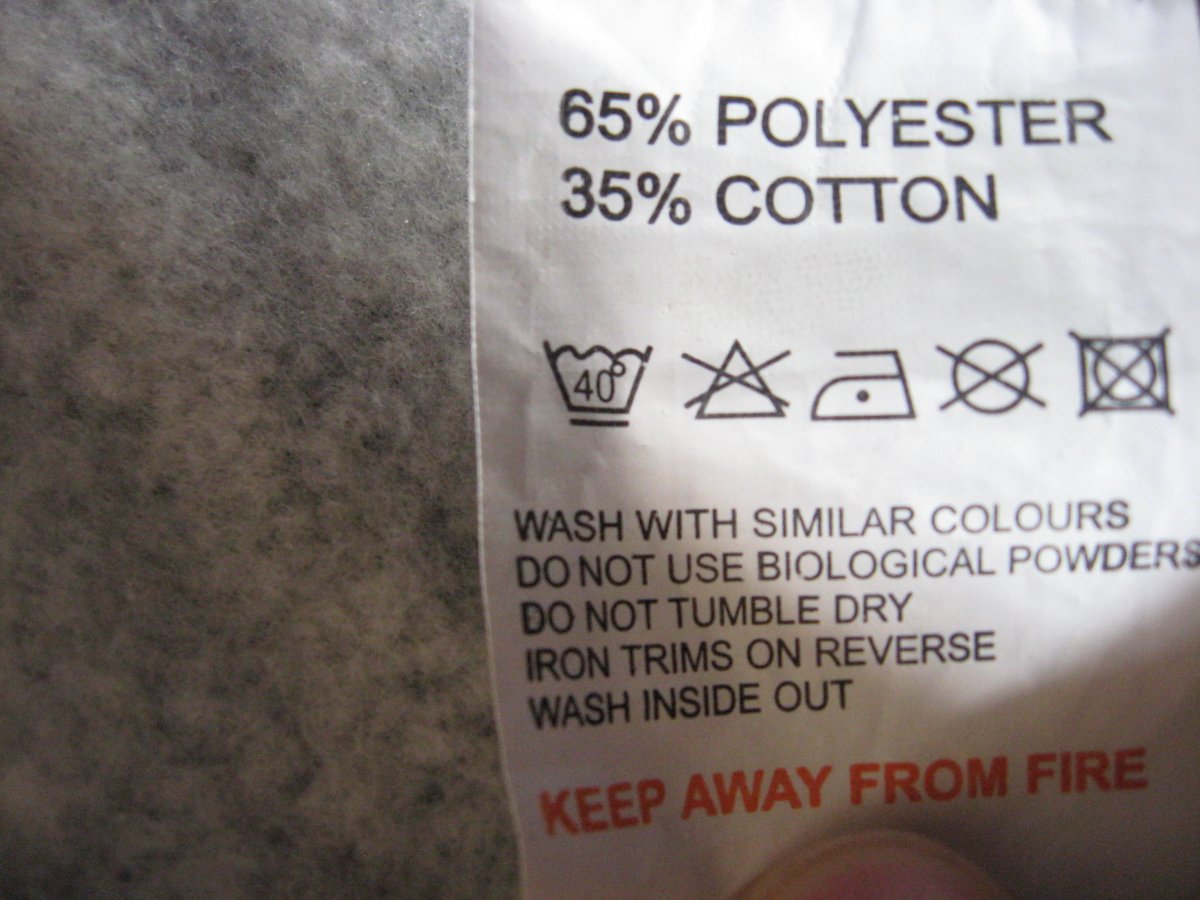 65% POLYESTER
35% COTTON
40°
WASH WITH SIMILAR COLOURS
DO NOT USE BIOLOGICAL POWDERS
DO NOT TUMBLE DRY
IRON TRIMS ON REVERSE
WASH INSIDE OUT
KEEP AWAY FROM FIRE